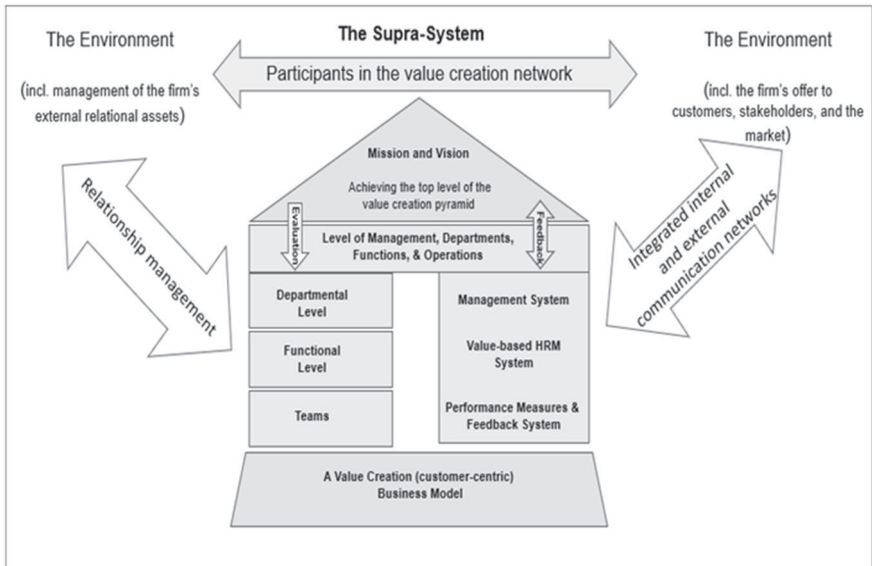 The Supra-System
The Environment
(incl. management of the firm's
external relational assets)
Participants in the value creation network
The Environment
(incl. the firm's offer to
customers, stakeholders, and the
market)
Relationship management
Mission and Vision
Achieving the top level of the
value creation pyramid
Evaluation
Feedback
Level of Management, Departments,
Functions, & Operations
Integrated internal
and external
communication networks
Departmental
Level
Functional
Level
Teams
Management System
Value-based HRM
System
Performance Measures &
Feedback System
A Value Creation (customer-centric)
Business Model